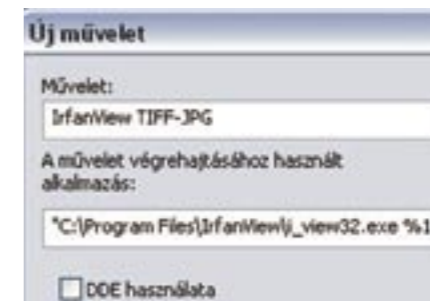 Új művelet
Művelet:
IrfanView TIFF-JPG
A művelet végrehajtásához használt
alkalmazás:
"C:\Program Files\IrfanView\i_view32.exe %1
DDE használata